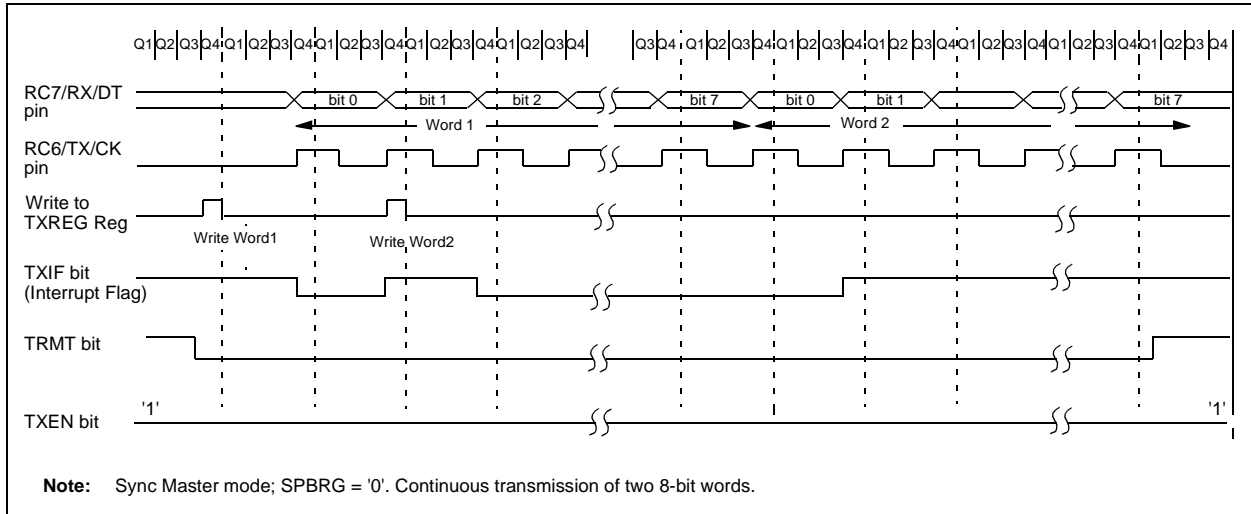 Q1 Q2 Q3 Q4 Q1 Q2 Q3 Q4 Q1 Q2 Q3 Q4 Q1 Q2 Q3 Q4 Q1 Q2 Q3 Q4 Q3 Q4 Q1 Q2 Q3 Q4 Q1 Q2 Q3 Q4 Q1 Q2 Q3 Q4 Q1 Q2 Q3 Q4 Q1 Q2 Q3 Q4 Q1 Q2 Q3 Q4
RC7/RX/DT
pin
bit 0 bit 1 bit 2 bit 7 bit 0 bit 1 bit 7
Word 1 Word 2
RC6/TX/CK
pin
Write to
TXREG Reg
Write Word1 Write Word2
TXIF bit
(Interrupt Flag)
TRMT bit
'1' '1'
TXEN bit
Note: Sync Master mode; SPBRG = '0'. Continuous transmission of two 8-bit words.